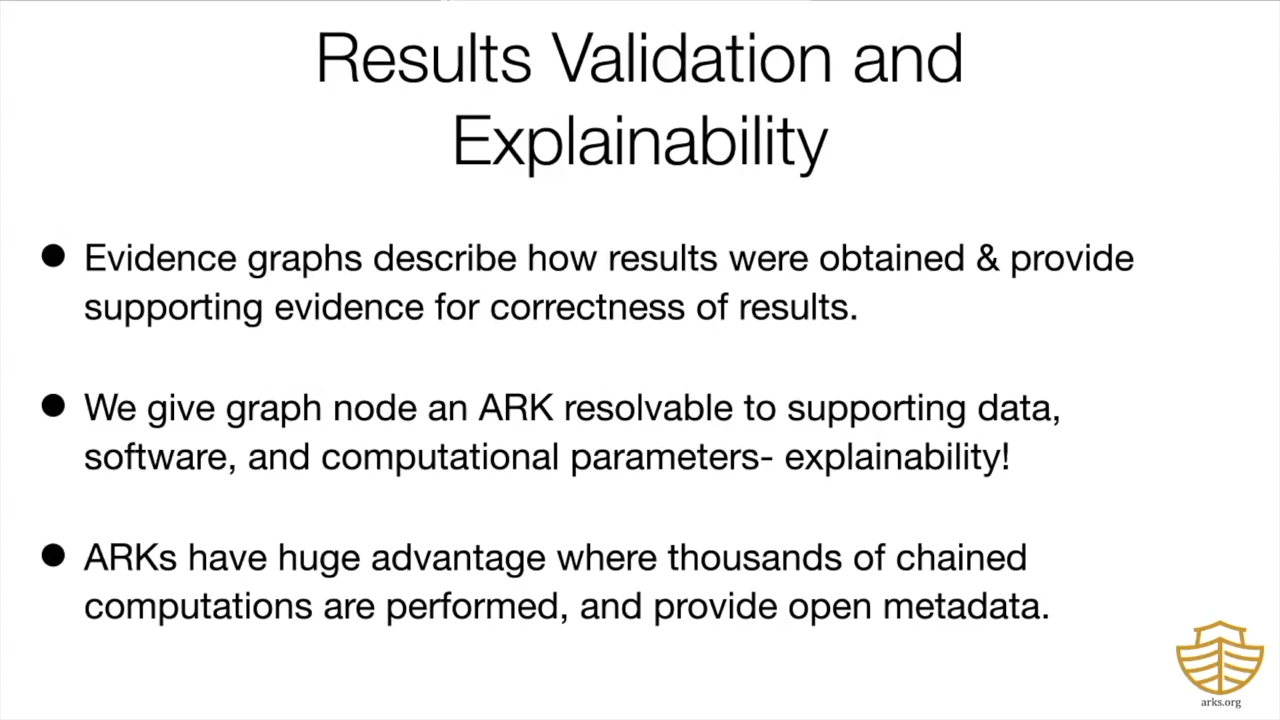 Results Validation and
Explainability
● Evidence graphs describe how results were obtained & provide
supporting evidence for correctness of results.
● We give graph node an ARK resolvable to supporting data,
software, and computational parameters- explainability!
● ARKs have huge advantage where thousands of chained
computations are performed, and provide open metadata.
arks.org